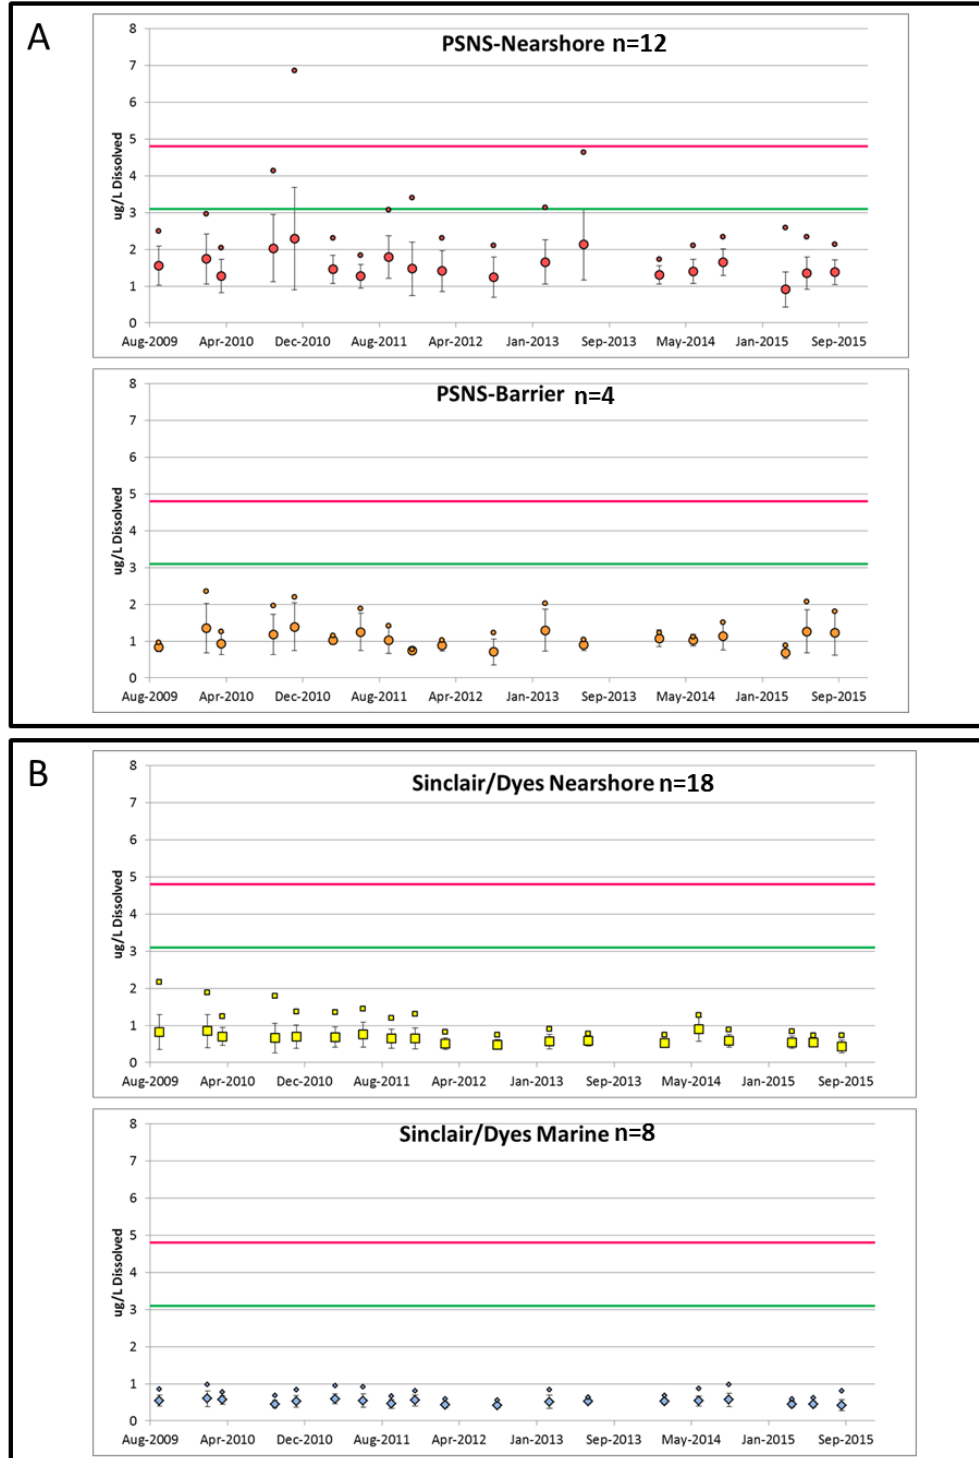 A
PSNS-Nearshore n=12
8
7
6
5
4
3
2
1
0
ug/L Dissolved
Aug-2009 Apr-2010 Dec-2010 Aug-2011 Apr-2012 Jan-2013 Sep-2013 May-2014 Jan-2015 Sep-2015
PSNS-Barrier n=4
8
7
6
5
4
3
2
1
0
ug/L Dissolved
Aug-2009 Apr-2010 Dec-2010 Aug-2011 Apr-2012 Jan-2013 Sep-2013 May-2014 Jan-2015 Sep-2015
B
Sinclair/Dyes Nearshore n=18
8
7
6
5
4
3
2
1
0
ug/L Dissolved
Aug-2009 Apr-2010 Dec-2010 Aug-2011 Apr-2012 Jan-2013 Sep-2013 May-2014 Jan-2015 Sep-2015
Sinclair/Dyes Marine n=8
8
7
6
5
4
3
2
1
0
ug/L Dissolved
Aug-2009 Apr-2010 Dec-2010 Aug-2011 Apr-2012 Jan-2013 Sep-2013 May-2014 Jan-2015 Sep-2015